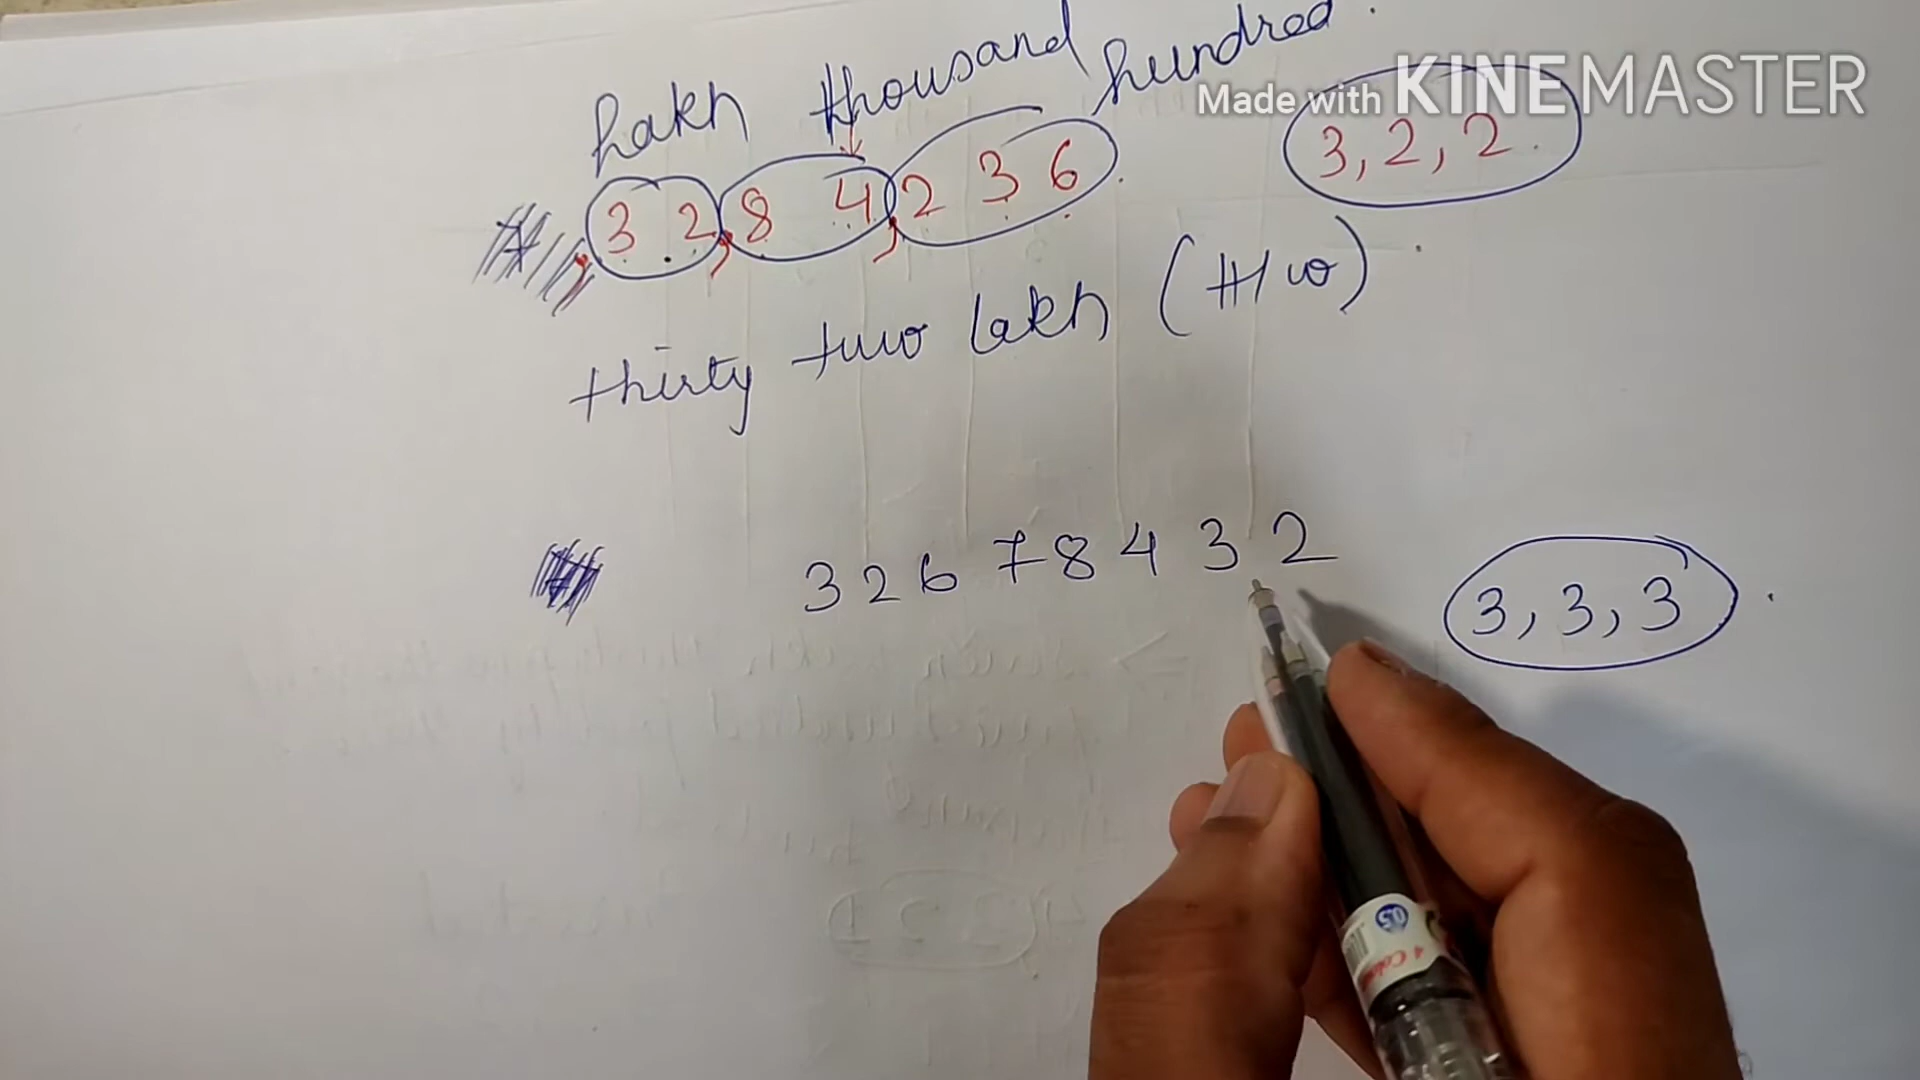 Lakh thousand hundred.
Made with KINEMASTER
32,84,236. 3,2,2.
thirty two lakh (H/w).
32678432
3,3,3.
05